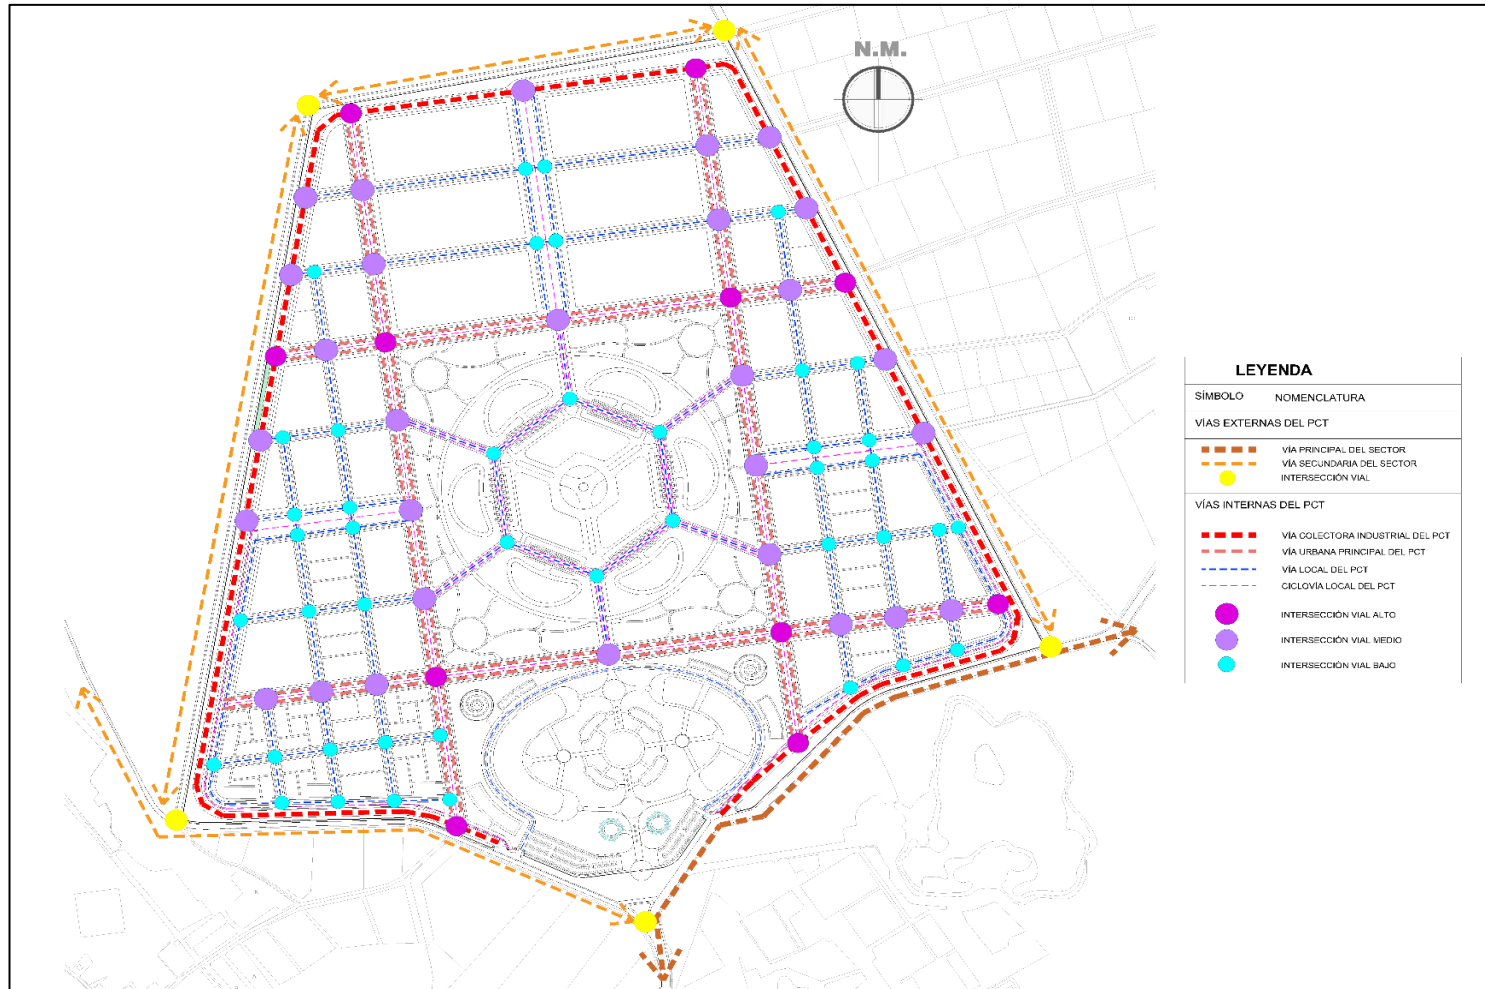 N.M.
LEYENDA
SÍMBOLO NOMENCLATURA
VÍAS EXTERNAS DEL PCT
VÍA PRINCIPAL DEL SECTOR
VÍA SECUNDARIA DEL SECTOR
INTERSECCIÓN VIAL
VÍAS INTERNAS DEL PCT
VÍA COLECTORA INDUSTRIAL DEL PCT
VÍA URBANA PRINCIPAL DEL PCT
VÍA LOCAL DEL PCT
CICLOVÍA LOCAL DEL PCT
INTERSECCIÓN VIAL ALTO
INTERSECCIÓN VIAL MEDIO
INTERSECCIÓN VIAL BAJO